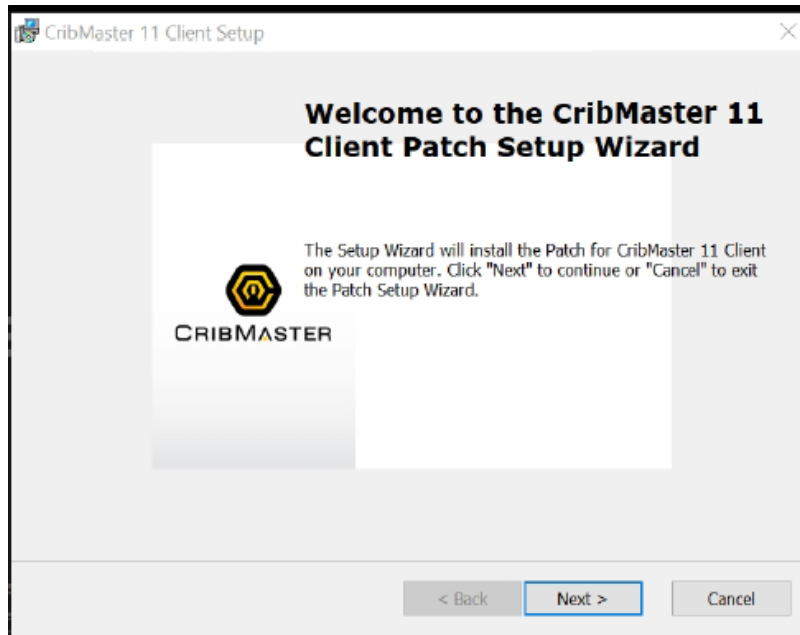 CribMaster 11 Client Setup
Welcome to the CribMaster 11
Client Patch Setup Wizard
The Setup Wizard will install the Patch for CribMaster 11 Client
on your computer. Click "Next" to continue or "Cancel" to exit
the Patch Setup Wizard.
CRIBMASTER
< Back
Next >
Cancel